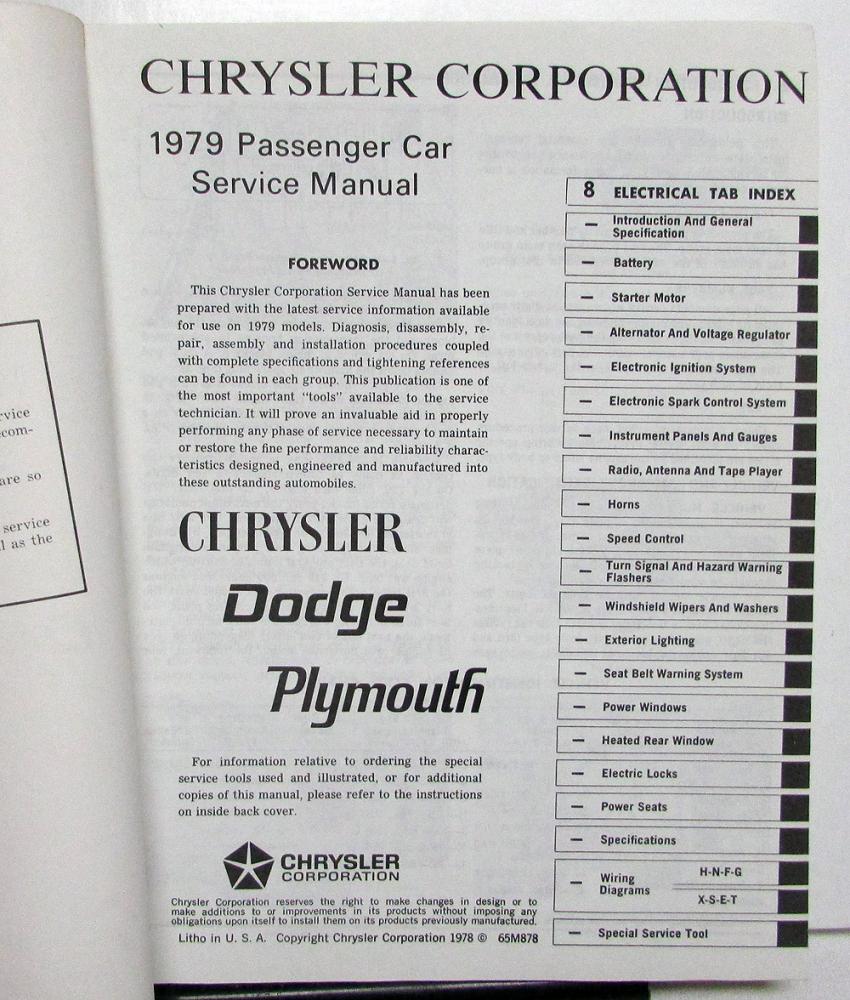 CHRYSLER CORPORATION
1979 Passenger Car
Service Manual
FOREWORD
This Chrysler Corporation Service Manual has been
prepared with the latest service information available
for use on 1979 models. Diagnosis, disassembly, re-
pair, assembly and installation procedures coupled
with complete specifications and tightening references
can be found in each group. This publication is one of
the most important "tools" available to the service
technician. It will prove an invaluable aid in properly
performing any phase of service necessary to maintain
or restore the fine performance and reliability charac-
teristics designed, engineered and manufactured into
these outstanding automobiles.
CHRYSLER
Dodge
Plymouth
For information relative to ordering the special
service tools used and illustrated, or for additional
copies of this manual, please refer to the instructions
on inside back cover.
CHRYSLER
CORPORATION
Chrysler Corporation reserves the right to make changes in design or to
make additions to or improvements in its products without imposing any
obligations upon itself to install them on its products previously manufactured.
Litho in U. S. A. Copyright Chrysler Corporation 1978 © 65M878
8 ELECTRICAL TAB INDEX
— Introduction And General
Specification
— Battery
— Starter Motor
— Alternator And Voltage Regulator
— Electronic Ignition System
— Electronic Spark Control System
— Instrument Panels And Gauges
— Radio, Antenna And Tape Player
— Horns
— Speed Control
— Turn Signal And Hazard Warning
Flashers
— Windshield Wipers And Washers
— Exterior Lighting
— Seat Belt Warning System
— Power Windows
— Heated Rear Window
— Electric Locks
— Power Seats
— Specifications
— Wiring
Diagrams
H-N-F-G
X-S-E-T
— Special Service Tool
rvice
com-
are so
service
l as the